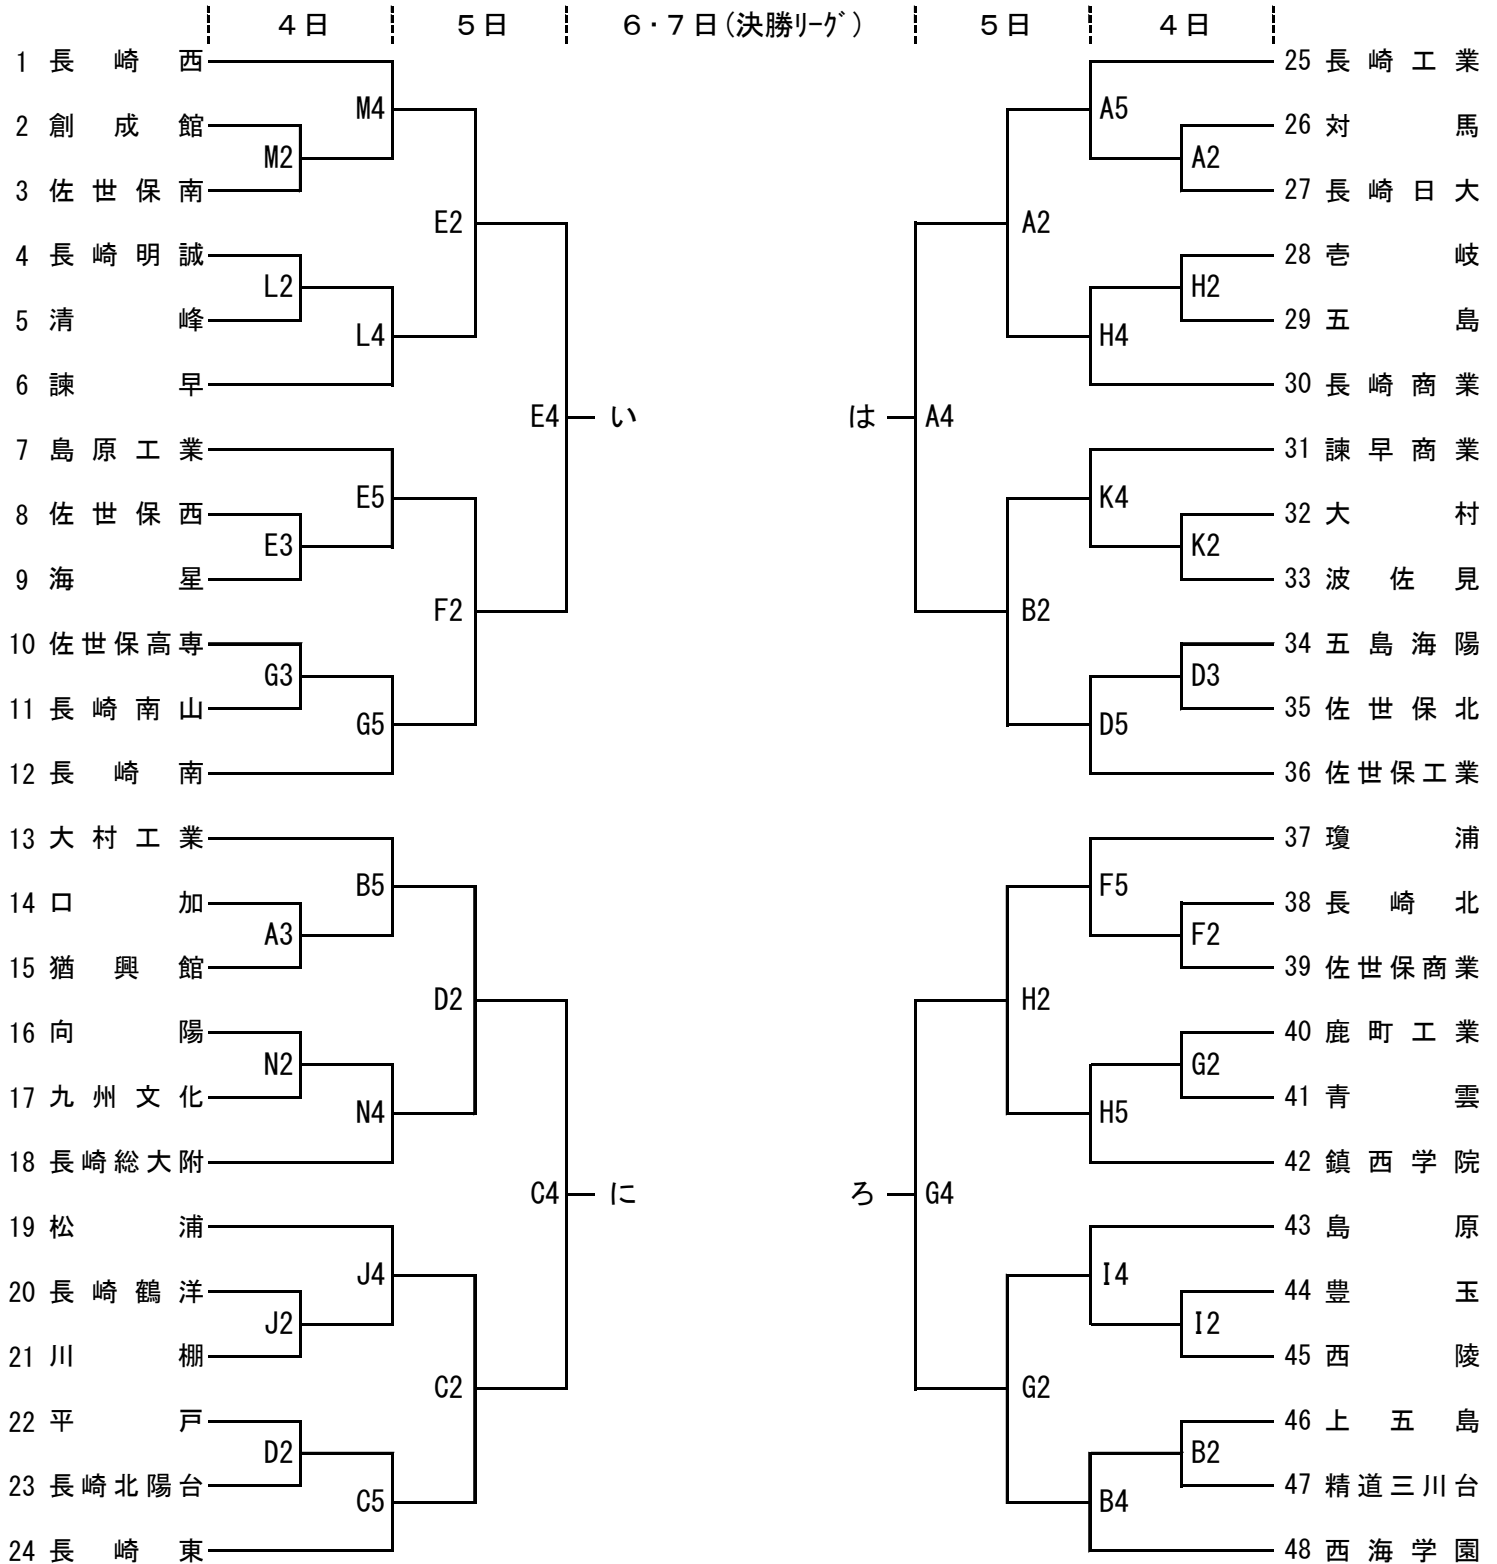 4日 5日 6・7日(決勝ﾘｰｸﾞ) 5日 4日
1 長崎西
25 長崎工業
M4
A5
2 創成館
26 対馬
M2
A2
3 佐世保南
27 長崎日大
E2
A2
4 長崎明誠
28 壱岐
L2
H2
5 清峰
29 五島
L4
H4
6 諫早
30 長崎商業
E4 い は A4
7 島原工業
31 諫早商業
E5
K4
8 佐世保西
32 大村
E3
K2
9 海星
33 波佐見
F2
B2
10 佐世保高専
34 五島海陽
G3
D3
11 長崎南山
35 佐世保北
G5
D5
12 長崎南
36 佐世保工業
13 大村工業
37 瓊浦
B5
F5
14 口加
38 長崎北
A3
F2
15 猶興館
39 佐世保商業
D2
H2
16 向陽
40 鹿町工業
N2
G2
17 九州文化
41 青雲
N4
H5
18 長崎総大附
42 鎮西学院
C4 に ろ G4
19 松浦
43 島原
J4
I4
20 長崎鶴洋
44 豊玉
J2
I2
21 川棚
45 西陵
C2
G2
22 平戸
46 上五島
D2
B2
23 長崎北陽台
47 精道三川台
C5
B4
24 長崎東
48 西海学園